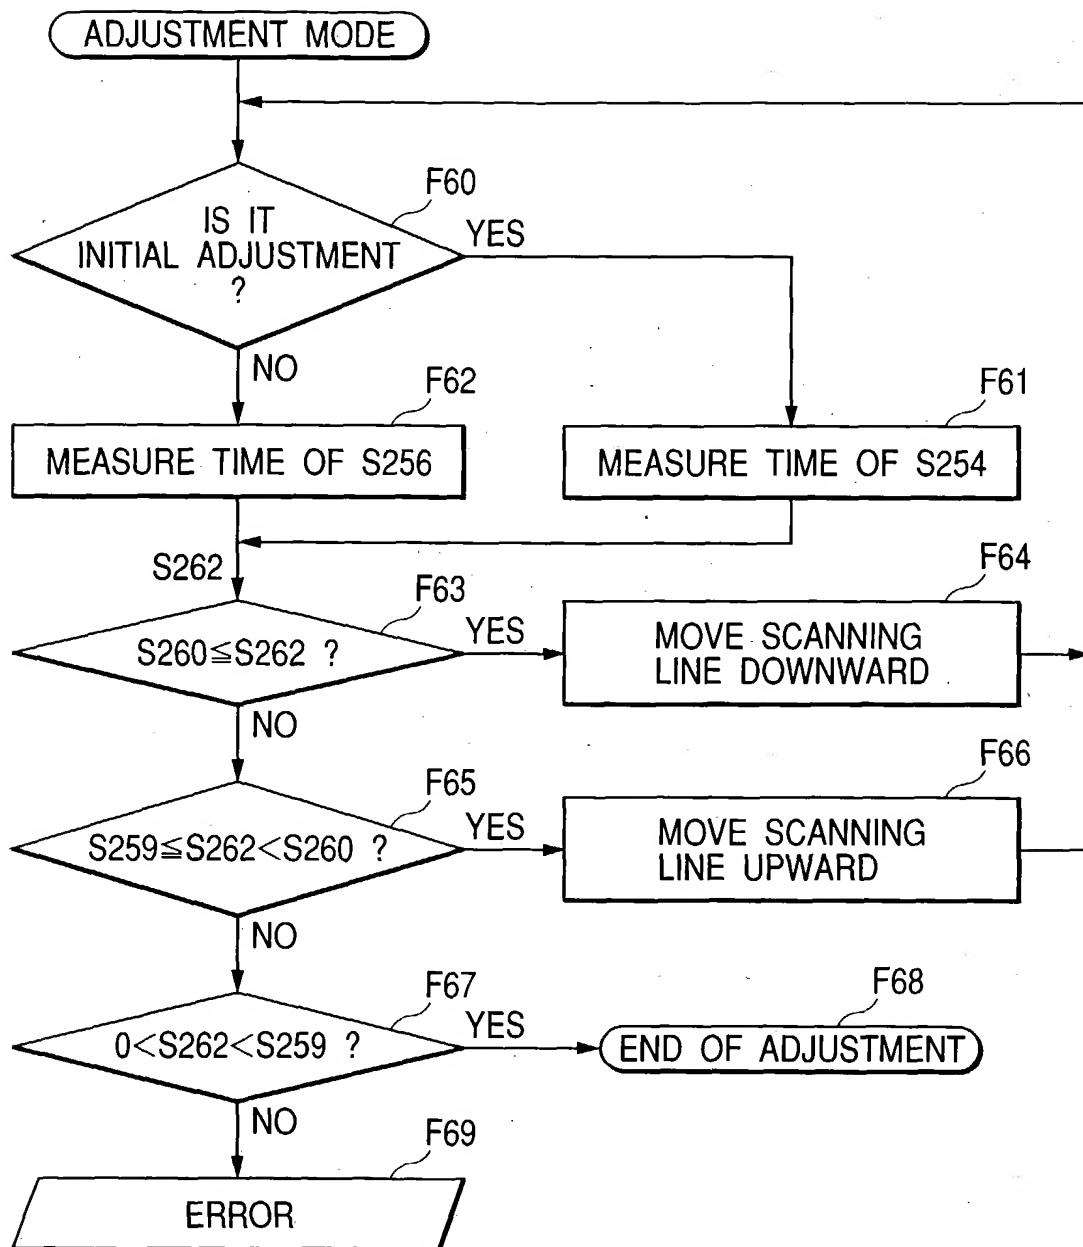 ADJUSTMENT MODE
F60
IS IT
INITIAL ADJUSTMENT
?
YES
NO
F62
F61
MEASURE TIME OF S256
MEASURE TIME OF S254
S262
F63
F64
S260≦S262 ?
YES
MOVE SCANNING
LINE DOWNWARD
NO
F65
F66
S259≦S262<S260 ?
YES
MOVE SCANNING
LINE UPWARD
NO
F67
F68
0<S262<S259 ?
YES
END OF ADJUSTMENT
NO
F69
ERROR